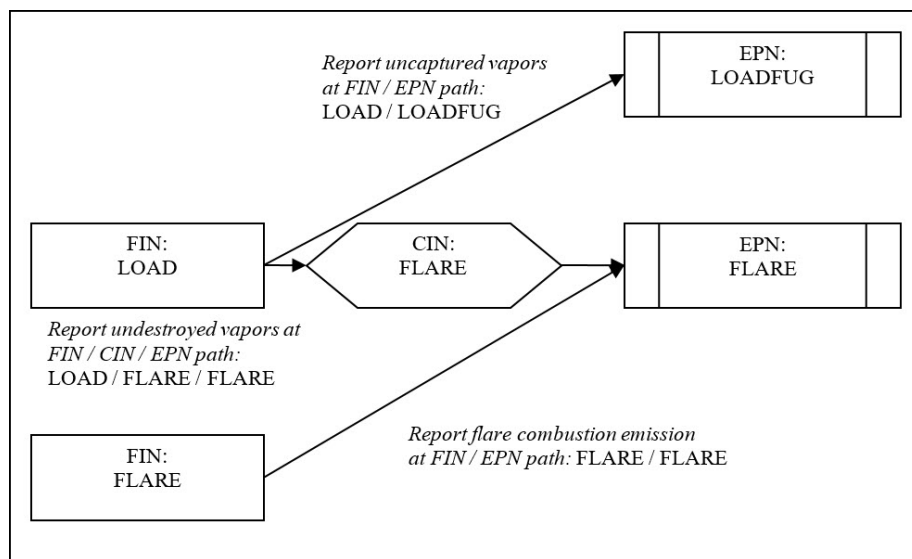 Report uncaptured vapors
at FIN / EPN path:
LOAD / LOADFUG
EPN:
LOADFUG
FIN:
LOAD
CIN:
FLARE
EPN:
FLARE
Report undestroyed vapors at
FIN / CIN / EPN path:
LOAD / FLARE / FLARE
FIN:
FLARE
Report flare combustion emission
at FIN / EPN path: FLARE / FLARE